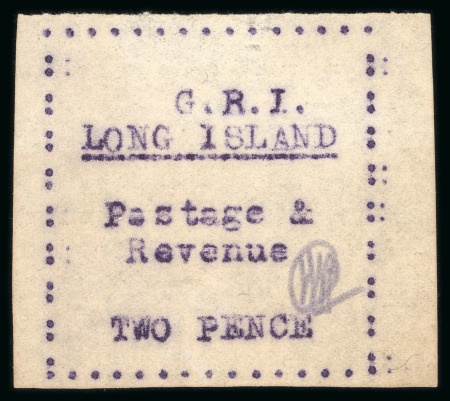 G.R.I.
LONG ISLAND
Postage &
Revenue
TWO PENCE